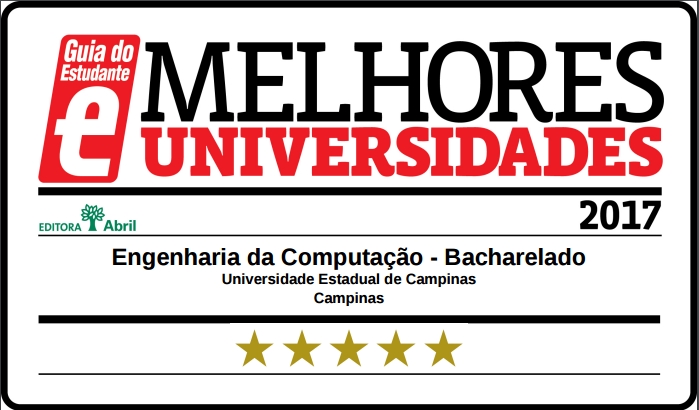 Guia do
Estudante
e
MELHORES
UNIVERSIDADES
EDITORA Abril
2017
Engenharia da Computação - Bacharelado
Universidade Estadual de Campinas
Campinas